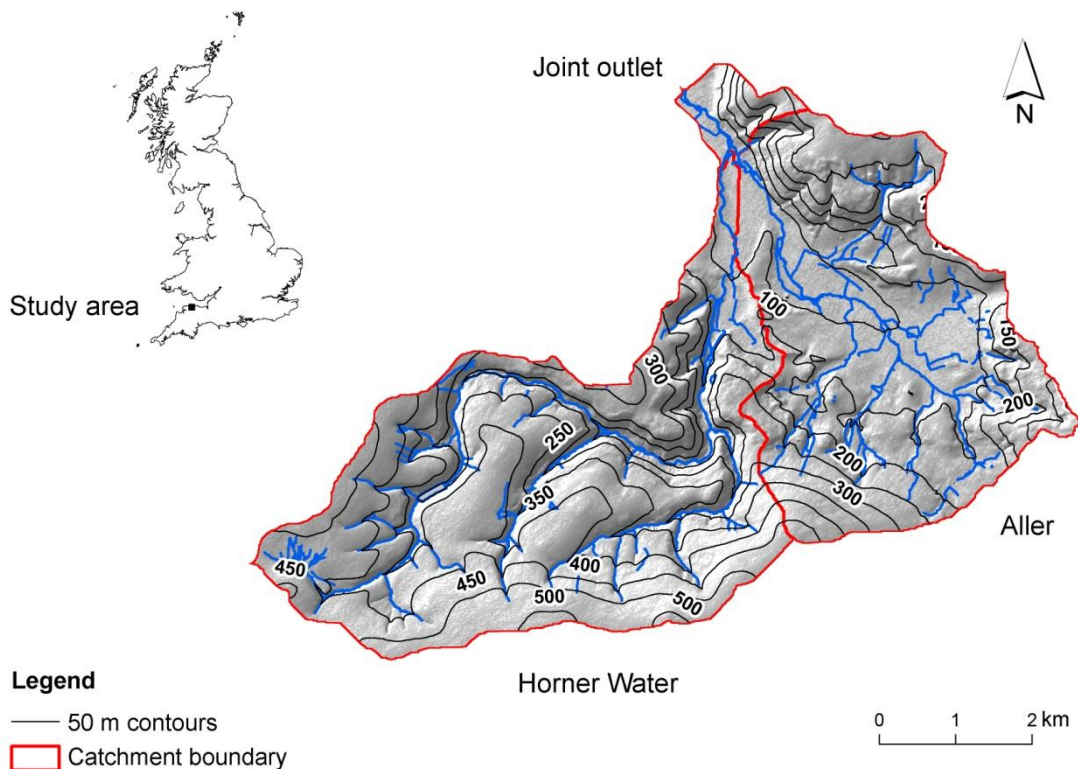 Joint outlet
N
Study area
100
150
300
200
250
200
300
350
Aller
450
400
450
500
500
Horner Water
Legend
50 m contours
Catchment boundary
0 1 2 km